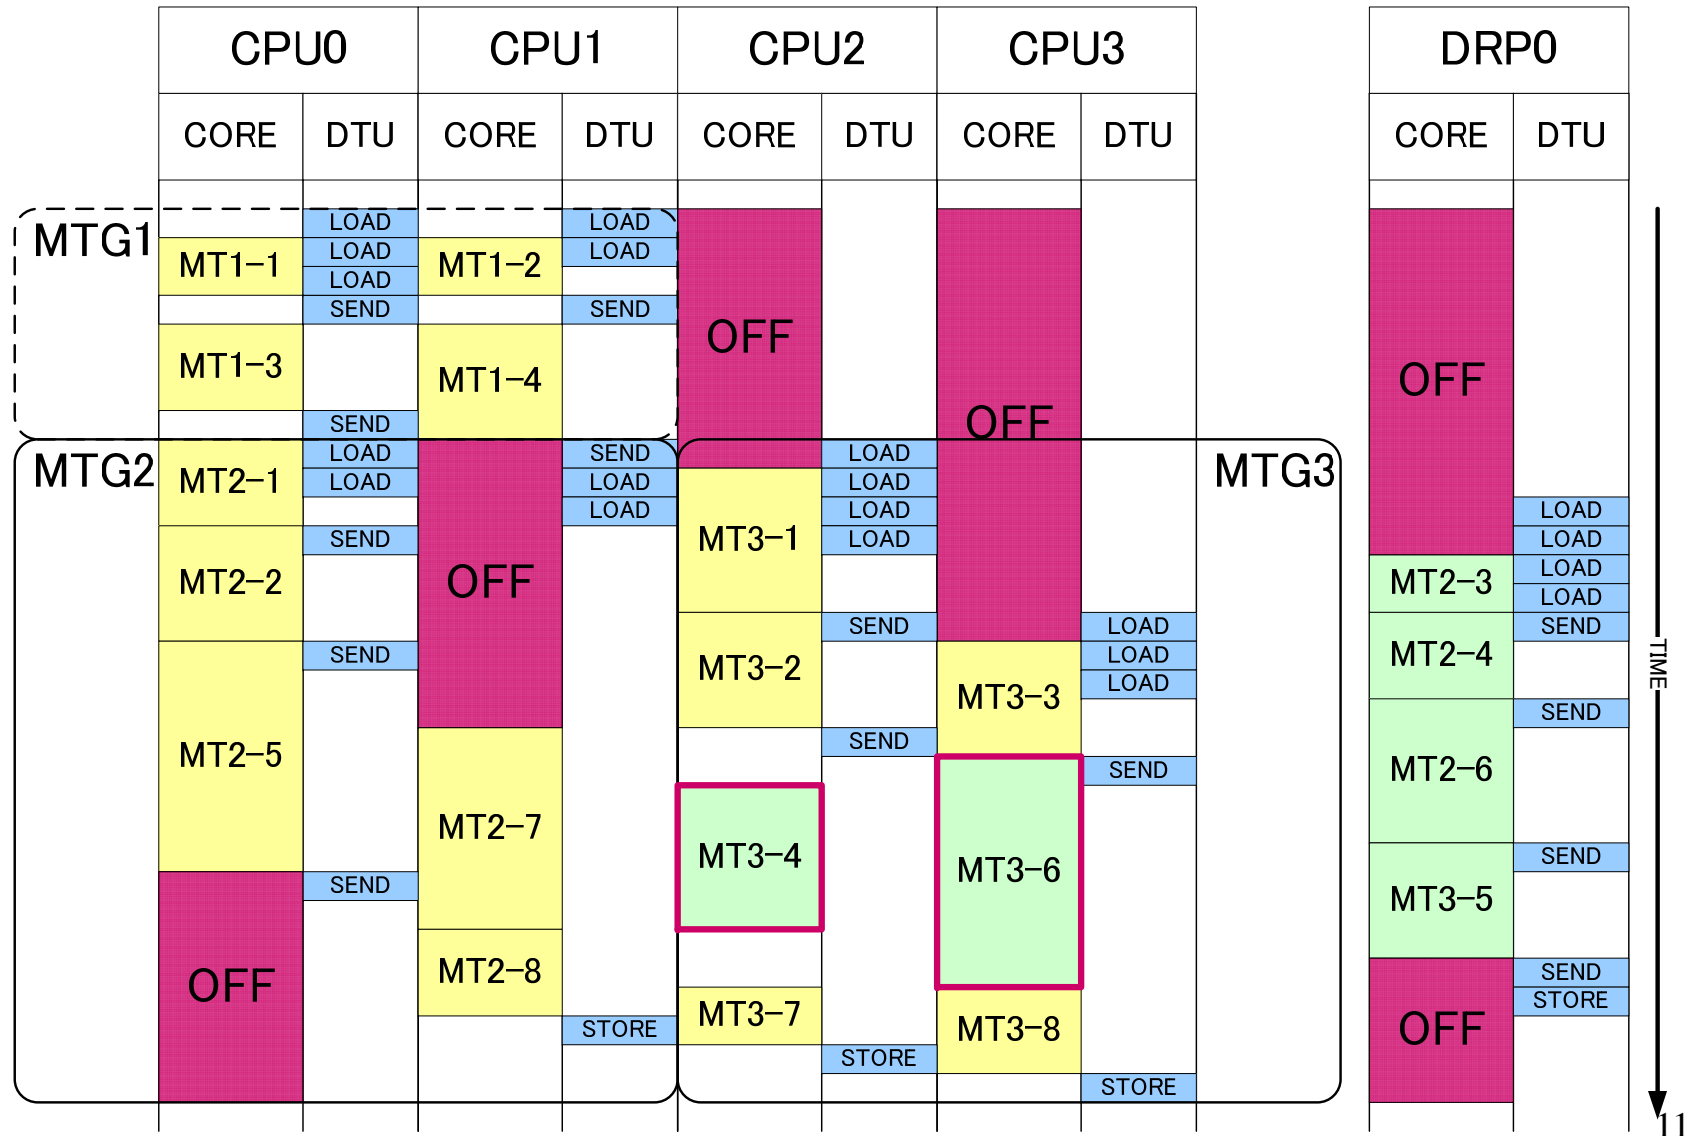 CPU0 CPU1 CPU2 CPU3 DRP0
CORE DTU CORE DTU CORE DTU CORE DTU CORE DTU
LOAD LOAD
MTG1
LOAD LOAD
MT1-1 MT1-2
LOAD
SEND SEND
OFF
MT1-3 MT1-4 OFF
SEND OFF
LOAD SEND LOAD
MTG2 MTG3
MT2-1
LOAD LOAD LOAD
LOAD LOAD LOAD
SEND MT3-1 LOAD LOAD
LOAD
MT2-2 OFF MT2-3
LOAD
SEND LOAD SEND
SEND LOAD
MT3-2 MT2-4
TIME
LOAD
MT3-3
SEND
SEND
MT2-5 SEND MT2-6
MT2-7
MT3-4 SEND
MT3-6
SEND
MT3-5
MT2-8 SEND
OFF STORE
MT3-7
STORE MT3-8 OFF
STORE
STORE
11